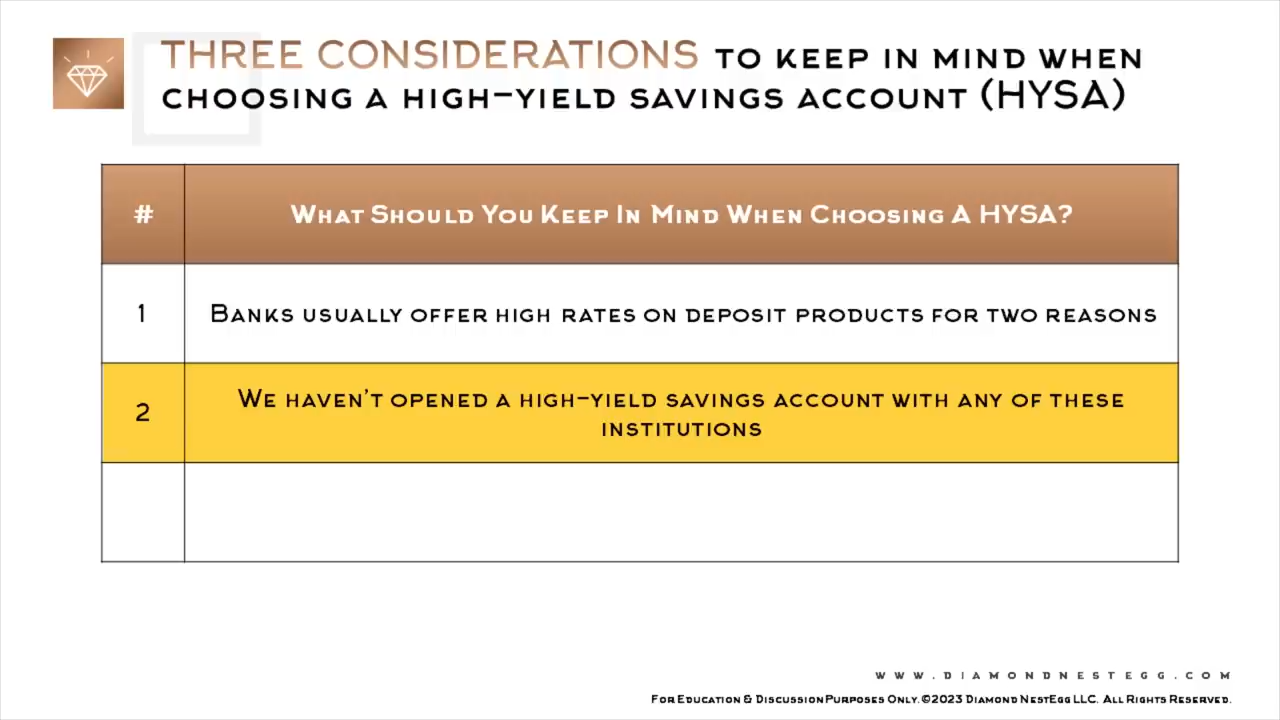 THREE CONSIDERATIONS TO KEEP IN MIND WHEN
CHOOSING A HIGH-YIELD SAVINGS ACCOUNT (HYSA)
# What Should You Keep In Mind When Choosing A HYSA?
1 Banks usually offer high rates on deposit products for two reasons
2 We haven't opened a high-yield savings account with any of these
institutions
WWW.DIAMONDNESTEGG.COM
For Education & Discussion Purposes Only. ©2023 Diamond NestEgg LLC. All Rights Reserved.